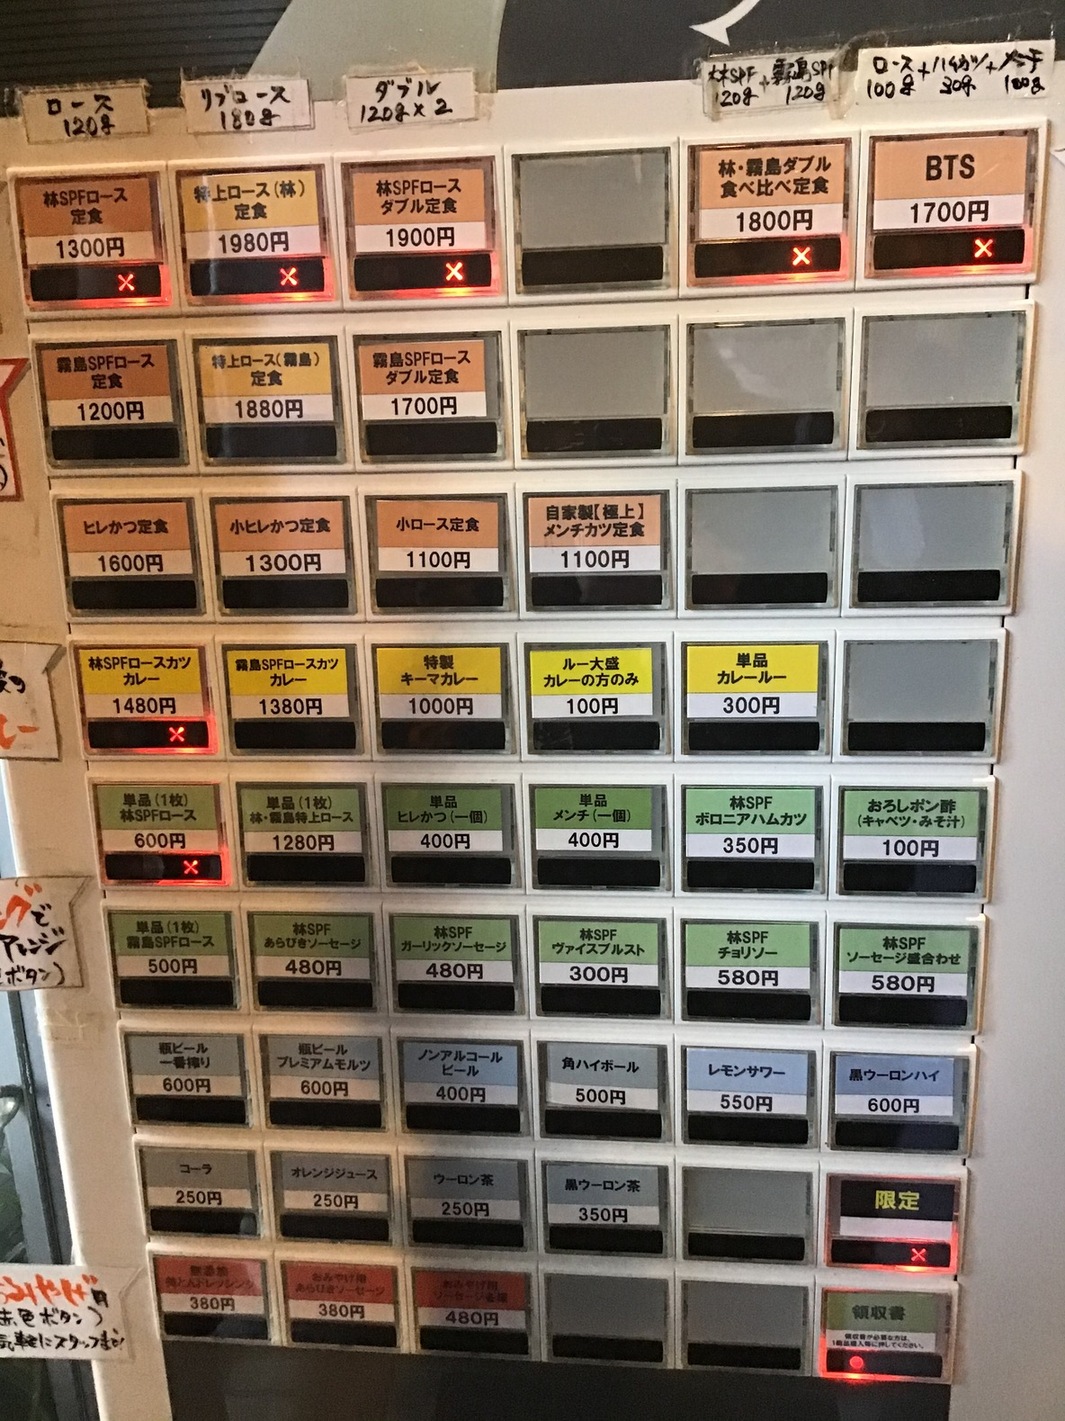 ロース
120g
リブロース
180g
ダブル
120g×2
林SPF + 霧島SPF
120g 120g
ロース+ハムカツ+メンチ
100g 30g 100g
林SPFロース
定食
1300円
特上ロース(林)
定食
1980円
林SPFロース
ダブル定食
1900円
林・霧島ダブル
食べ比べ定食
1800円
BTS
1700円
霧島SPFロース
定食
1200円
特上ロース(霧島)
定食
1880円
霧島SPFロース
ダブル定食
1700円
ヒレかつ定食
1600円
小ヒレかつ定食
1300円
小ロース定食
1100円
自家製【極上】
メンチカツ定食
1100円
林SPFロースカツ
カレー
1480円
霧島SPFロースカツ
カレー
1380円
特製
キーマカレー
1000円
ルー大盛
カレーの方のみ
100円
単品
カレールー
300円
単品(1枚)
林SPFロース
600円
単品(1枚)
林・霧島特上ロース
1280円
単品
ヒレかつ(一個)
400円
単品
メンチ(一個)
400円
林SPF
ボロニアハムカツ
350円
おろしポン酢
(キャベツ・みそ汁)
100円
単品(1枚)
霧島SPFロース
500円
林SPF
あらびきソーセージ
480円
林SPF
ガーリックソーセージ
480円
林SPF
ヴァイスブルスト
300円
林SPF
チョリソー
580円
林SPF
ソーセージ盛合わせ
580円
瓶ビール
一番搾り
600円
瓶ビール
プレミアムモルツ
600円
ノンアルコール
ビール
400円
角ハイボール
500円
レモンサワー
550円
黒ウーロンハイ
600円
コーラ
250円
オレンジジュース
250円
ウーロン茶
250円
黒ウーロン茶
350円
限定
380円
おみやげ用
あらびきソーセージ
380円
おみやげ用
480円
領収書
領収書が必要な方は、